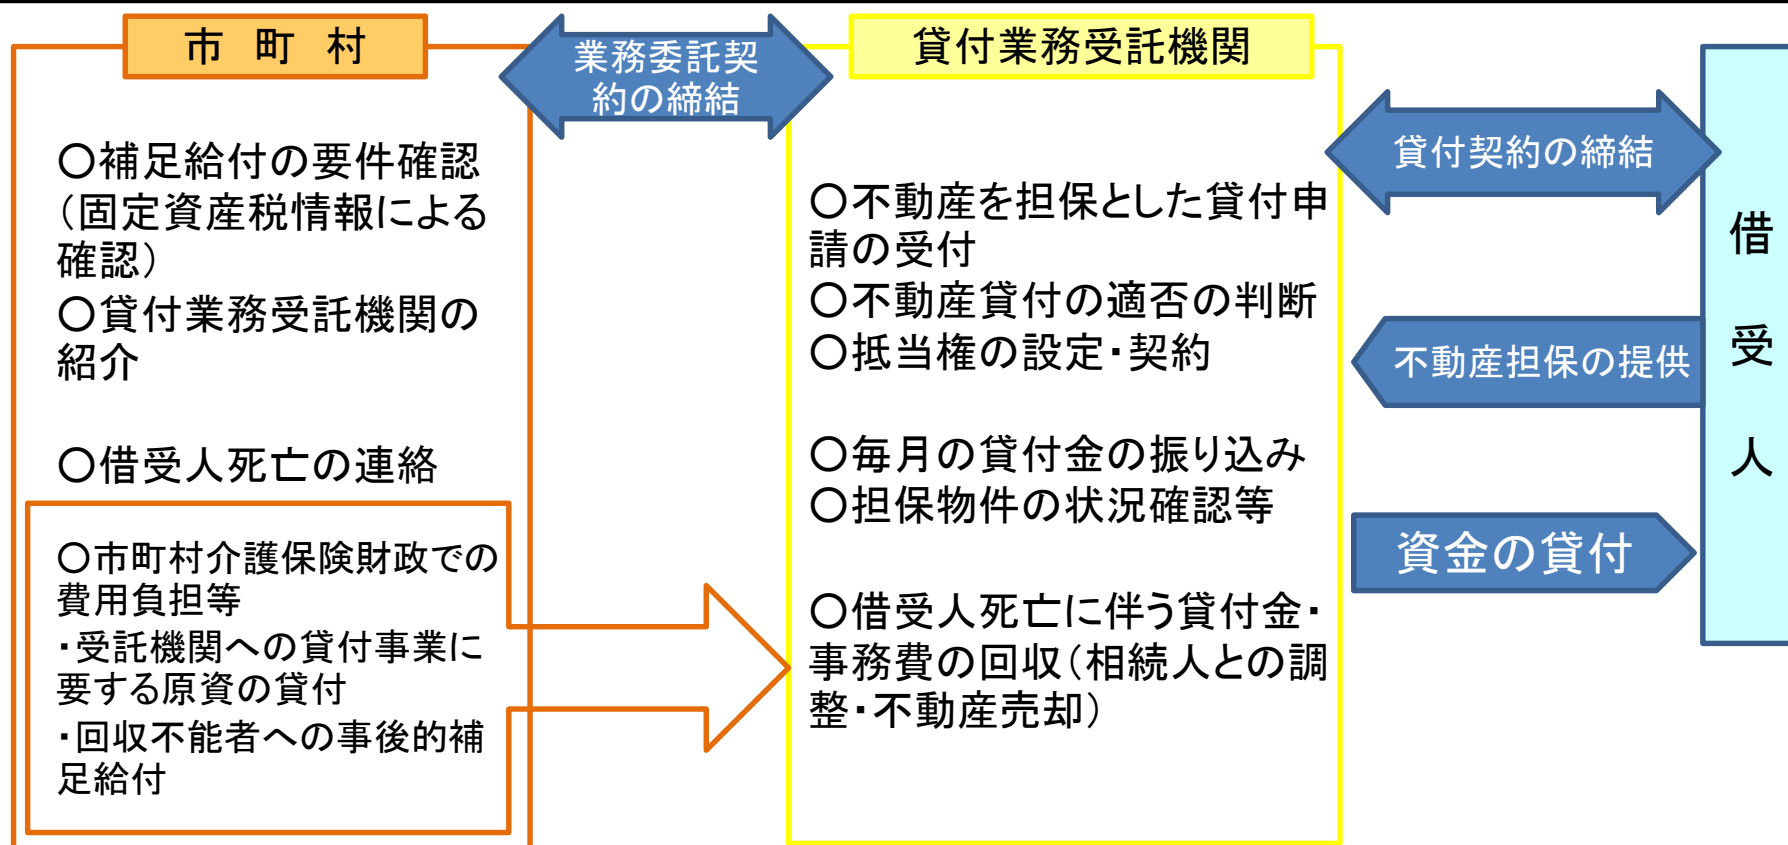 市 町 村
業務委託契
約の締結
貸付業務受託機関
〇補足給付の要件確認
（固定資産税情報による
確認）
〇貸付業務受託機関の
紹介
〇借受人死亡の連絡
〇市町村介護保険財政での
費用負担等
・受託機関への貸付事業に
要する原資の貸付
・回収不能者への事後的補
足給付
〇不動産を担保とした貸付申
請の受付
〇不動産貸付の適否の判断
〇抵当権の設定・契約
〇毎月の貸付金の振り込み
〇担保物件の状況確認等
〇借受人死亡に伴う貸付金・
事務費の回収（相続人との調
整・不動産売却）
貸付契約の締結
不動産担保の提供
資金の貸付
借受人